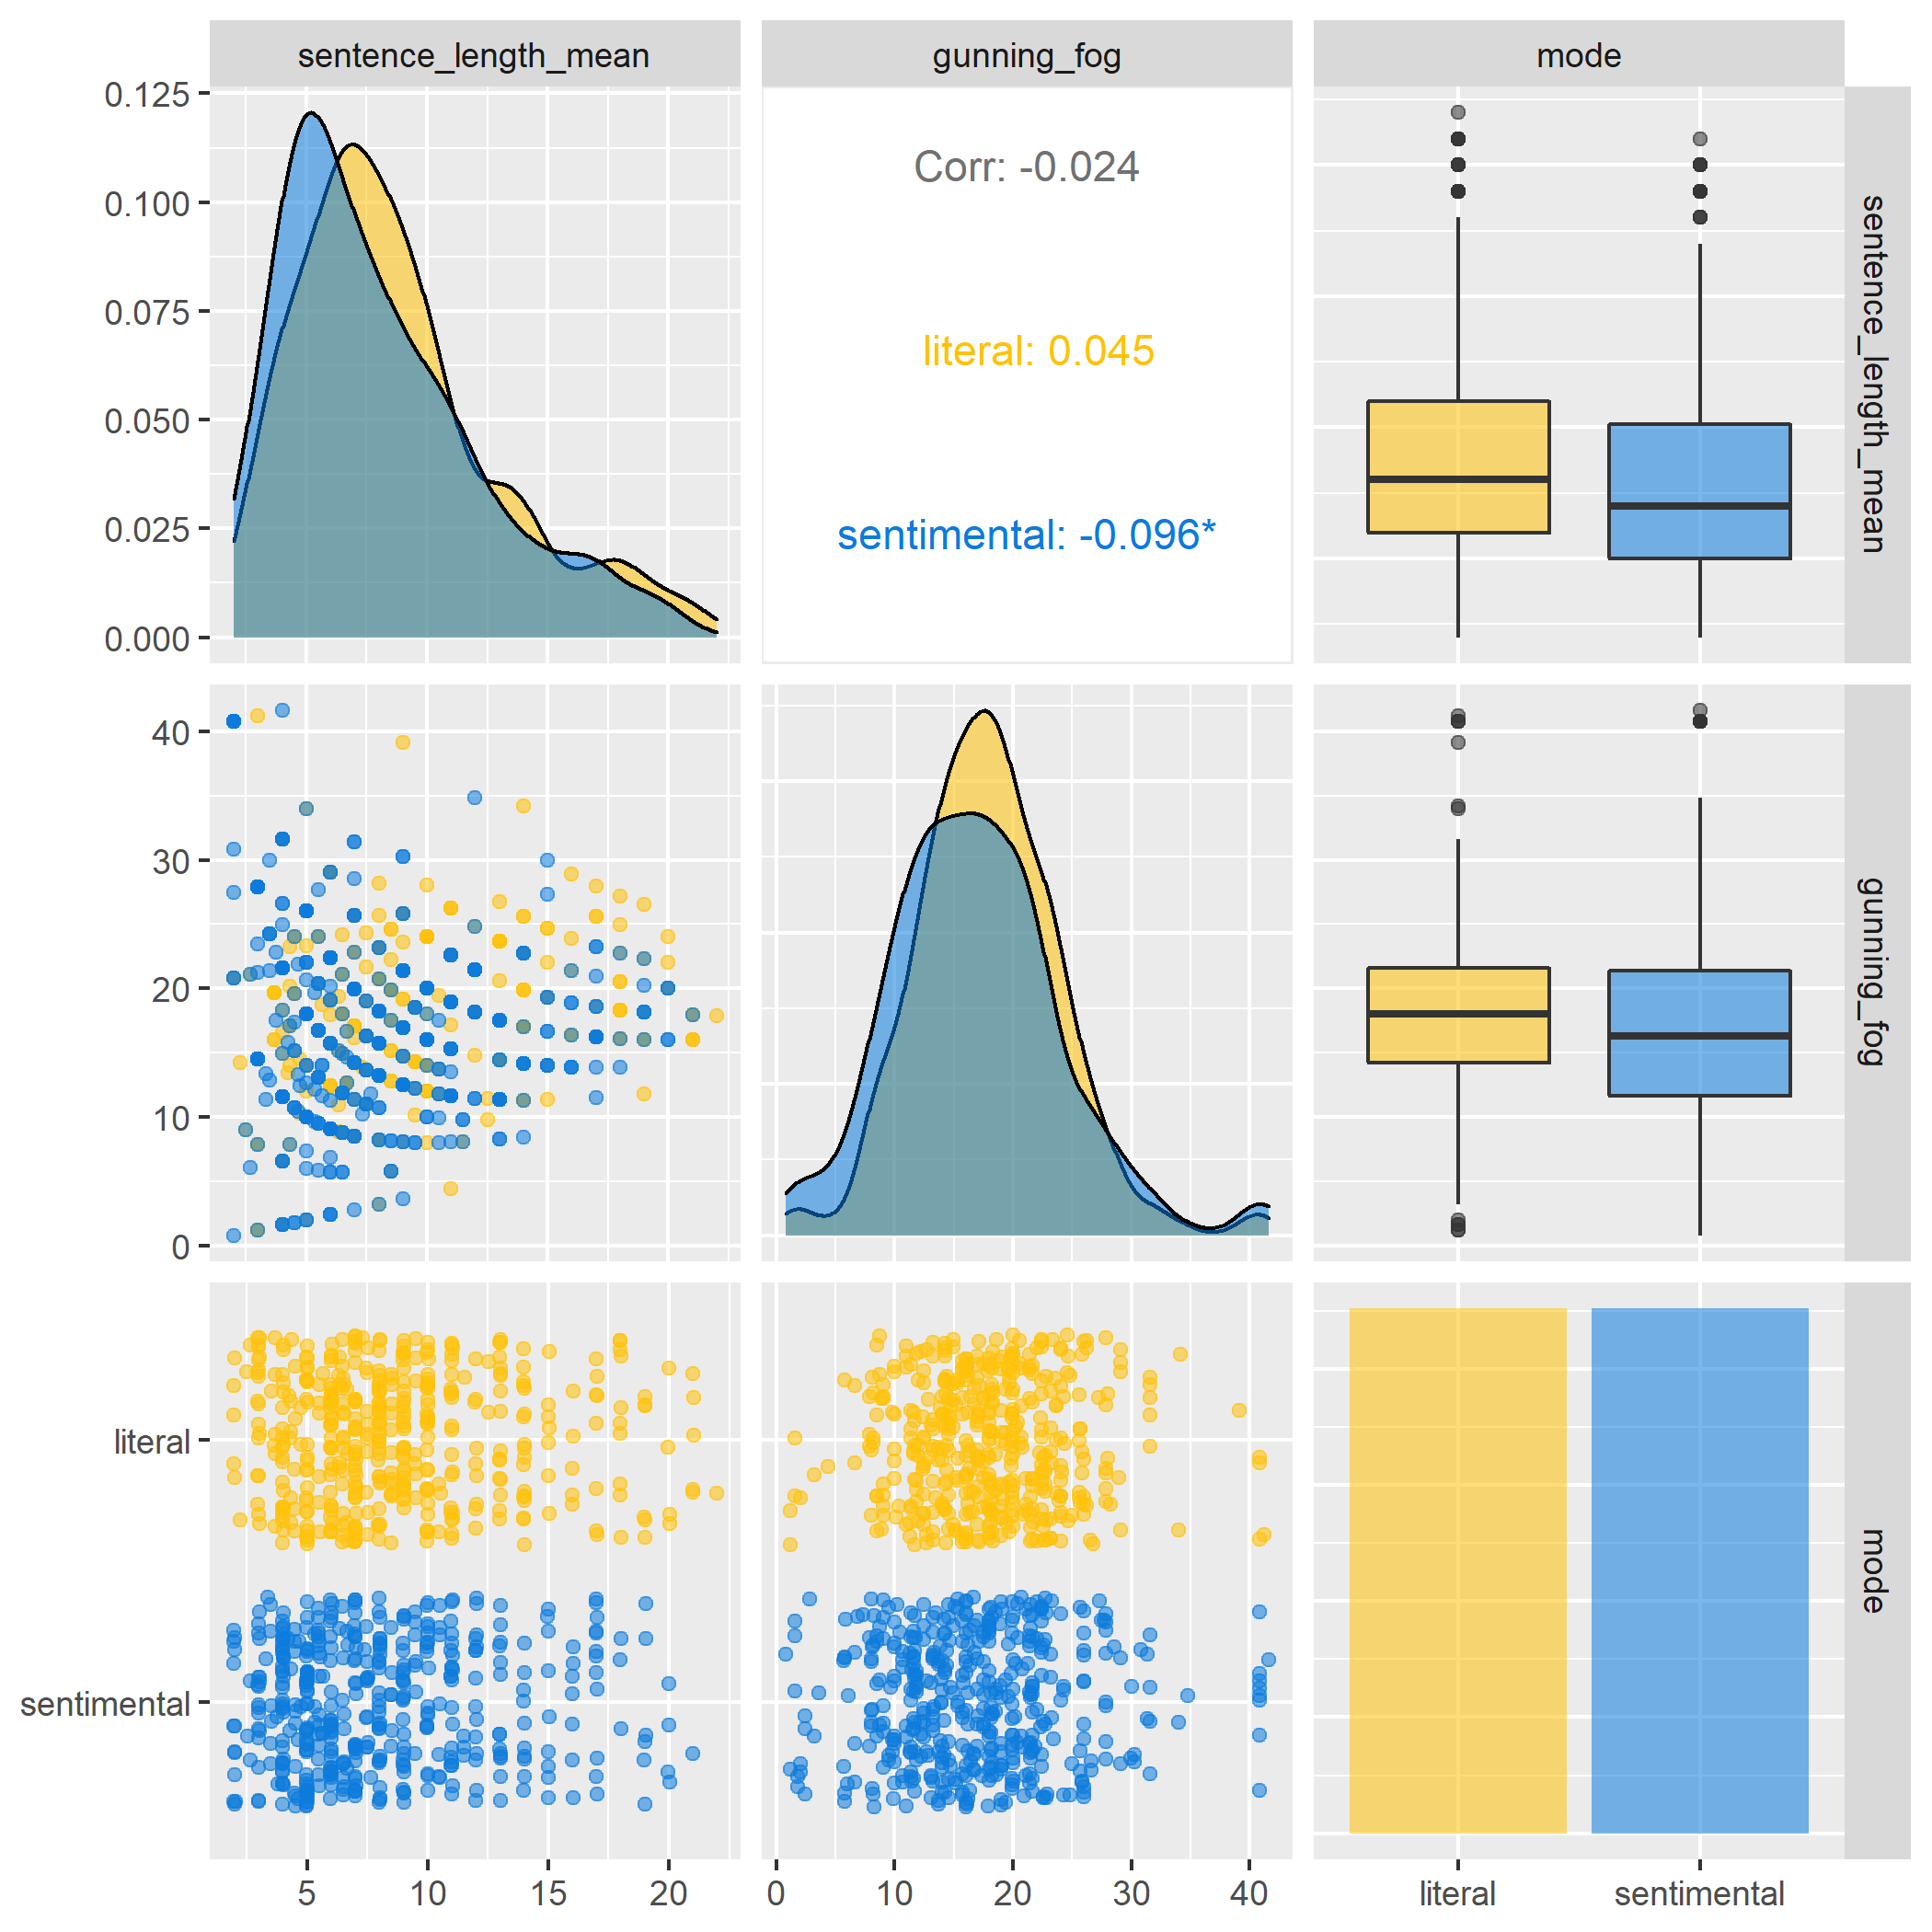 sentence_length_mean
gunning_fog
mode
0.125
0.100
0.075
0.050
0.025
0.000
Corr: -0.024
literal: 0.045
sentimental: -0.096*
sentence_length_mean
40
30
20
10
0
gunning_fog
literal
sentimental
mode
5
10
15
20
0
10
20
30
40
literal
sentimental